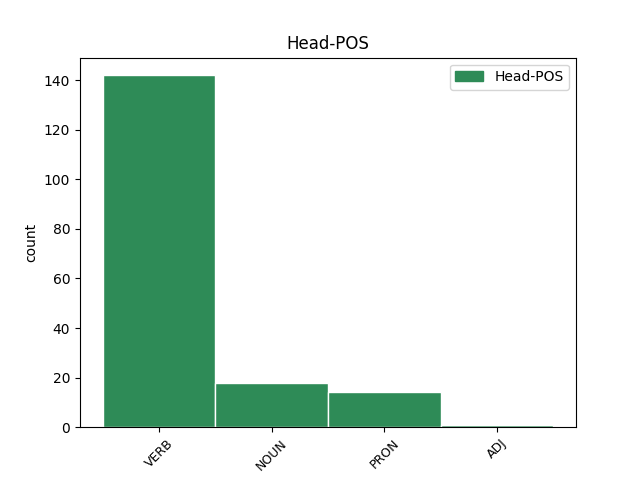 Head-POS
Head-POS
140
120
100
80
60
40
20
0
count
VERB
NOUN
PRON
ADJ